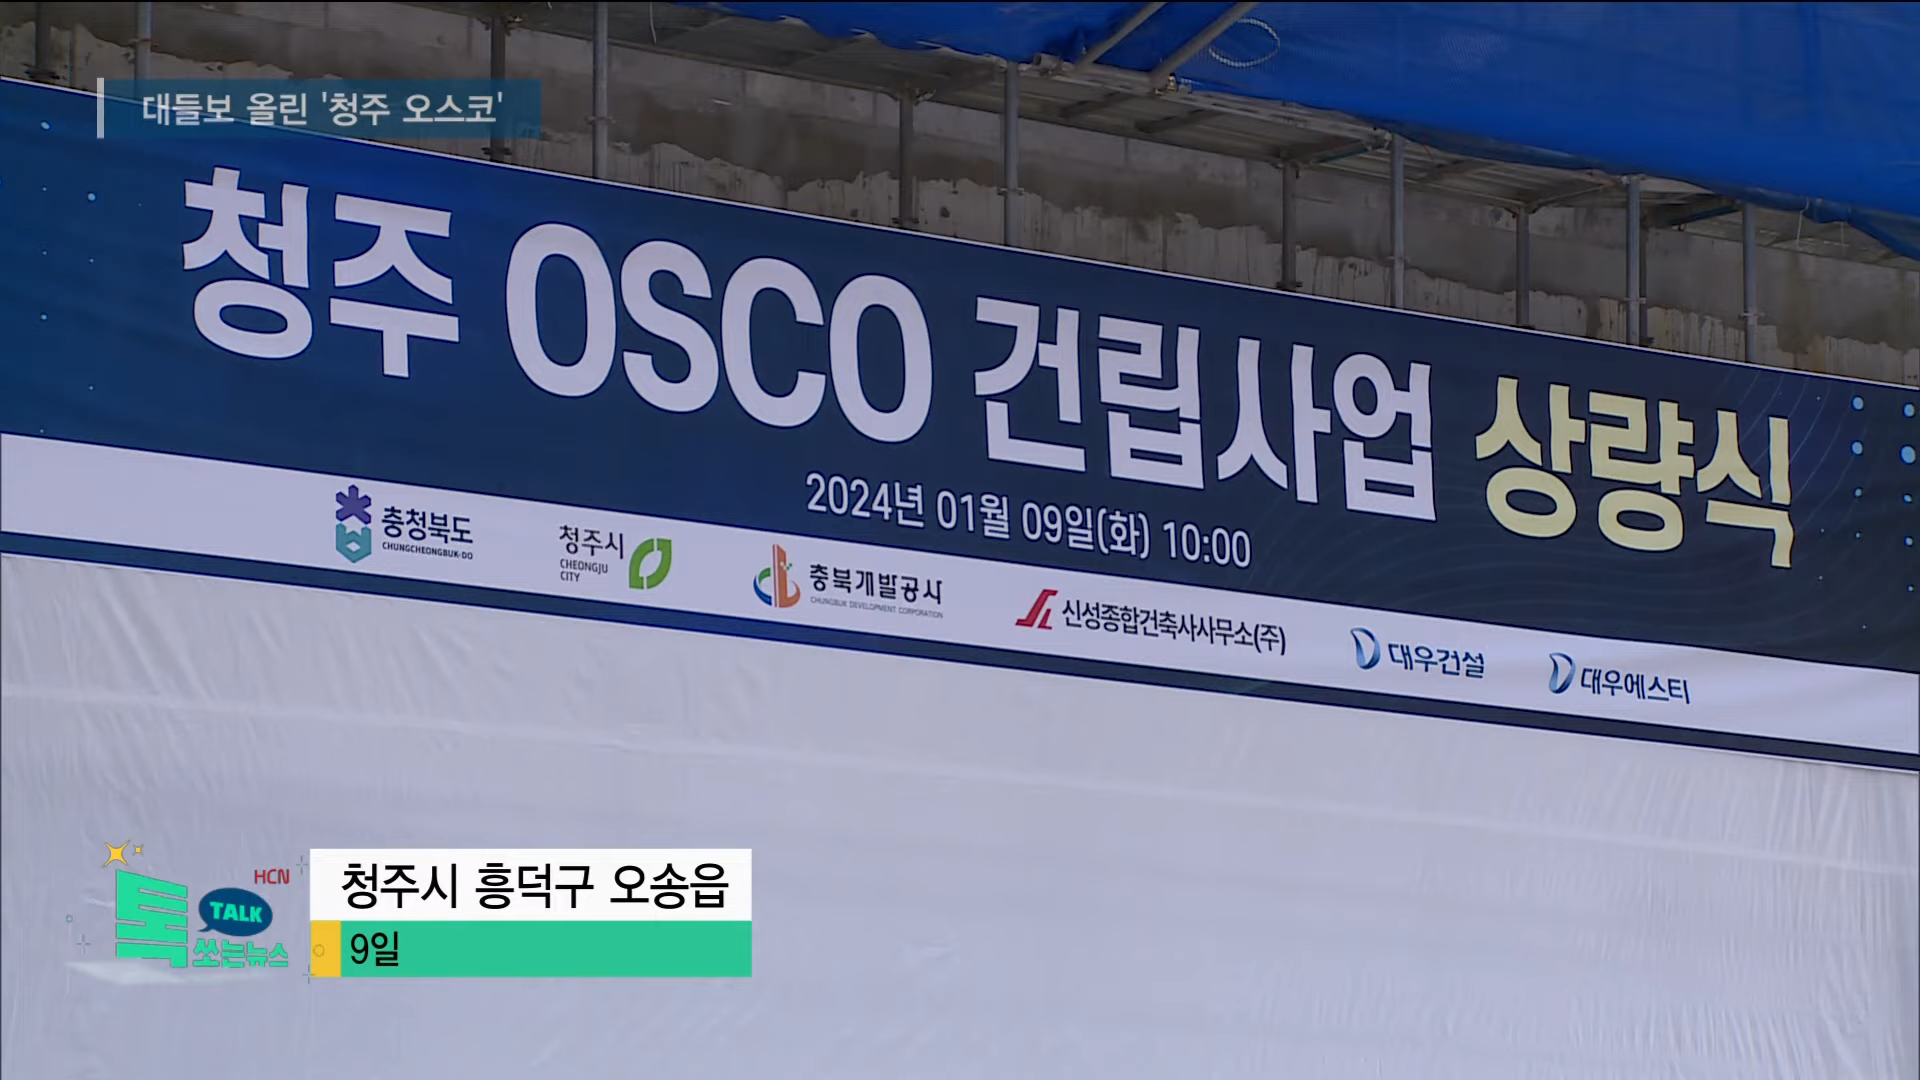 대들보 올린 '청주 오스코'
청주 OSCO 건립사업 상량식
2024년 01월 09일(화) 10:00
충청북도
CHUNGCHEONGBUK-DO
청주시
CHEONGJU
CITY
충북개발공사
CHUNGBUK DEVELOPMENT CORPORATION
신성종합건축사사무소(주)
대우건설
대우에스티
HCN
톡
TALK
쏘는뉴스
청주시 흥덕구 오송읍
9일